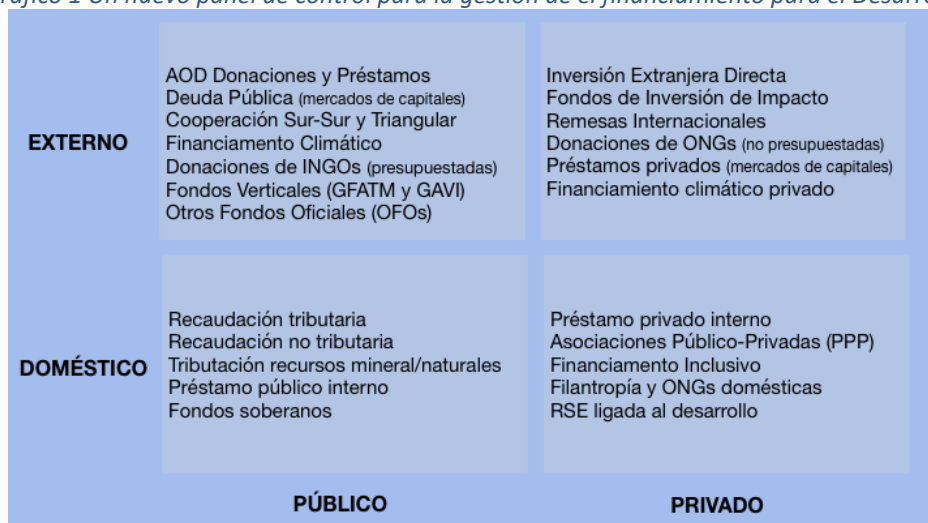 1 Un nuevo panel de control para la gestión de el financiamiento para el
AOD Donaciones y Préstamos
Deuda Pública (mercados de capitales)
Cooperación Sur-Sur y Triangular
EXTERNO
Financiamento Climático
Donaciones de INGOs (presupuestadas)
Fondos Verticales (GFATM y GAVI)
Otros Fondos Oficiales (OFOs)
Inversión Extranjera Directa
Fondos de Inversión de Impacto
Remesas Internacionales
Donaciones de ONGs (no presupuestadas)
Préstamos privados (mercados de capitales)
Financiamiento climático privado
Recaudación tributaria
Recaudación no tributaria
DOMÉSTICO
Tributación recursos mineral/naturales
Préstamo público interno
Fondos soberanos
Préstamo privado interno
Asociaciones Público-Privadas (PPP)
Financiamento Inclusivo
Filantropía y ONGs domésticas
RSE ligada al desarrollo
PÚBLICO
PRIVADO